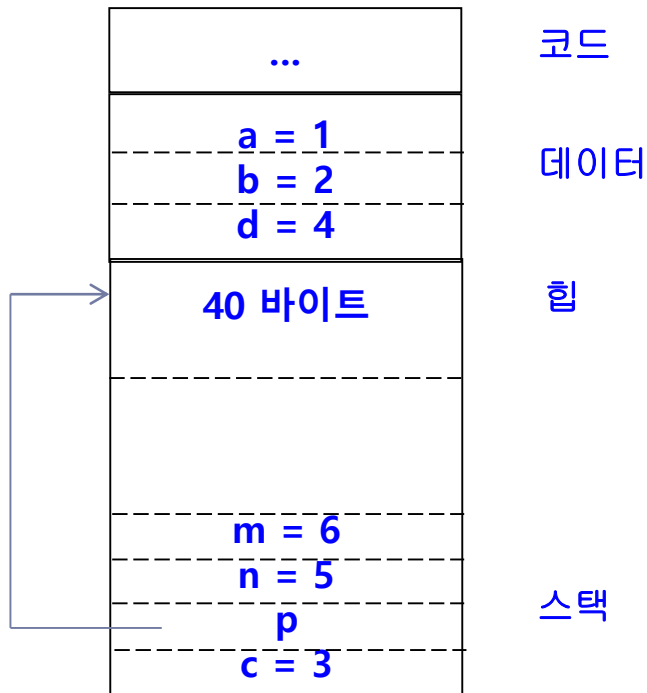 ...
코드
a = 1
b = 2
데이터
d = 4
40 바이트
힙
m = 6
n = 5
스택
p
c = 3